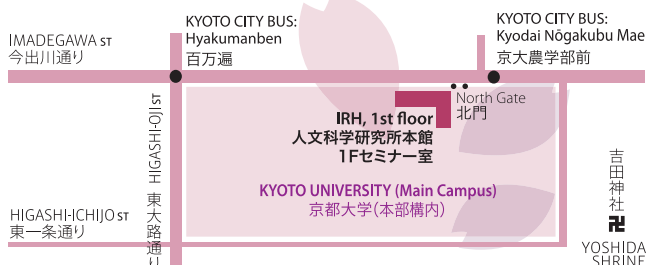 KYOTO CITY BUS:
Hyakumanben
百万遍
KYOTO CITY BUS:
Kyodai Nōgakubu Mae
京大農学部前
IMADEGAWA ST
今出川通り
North Gate
北門
IRH, 1st floor
人文科学研究所本館
1Fセミナー室
HIGASHI-OJI ST
東大路通り
KYOTO UNIVERSITY (Main Campus)
京都大学(本部構内)
HIGASHI-ICHIJO ST
東一条通り
吉田神社
卍
YOSHIDA
SHRINE